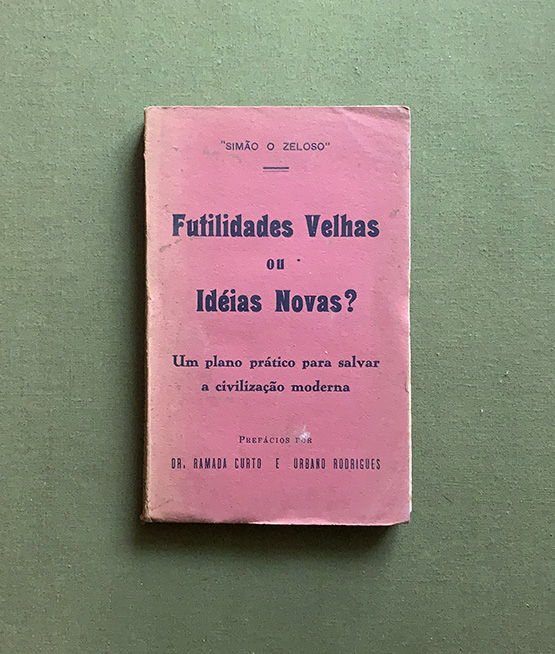 "SIMÃO O ZELOSO"
Futilidades Velhas
OU
Idéias Novas?
Um plano prático para salvar
a civilização moderna
PREFÁCIOS POR
DR. RAMADA CURTO E URBANO RODRIGUES